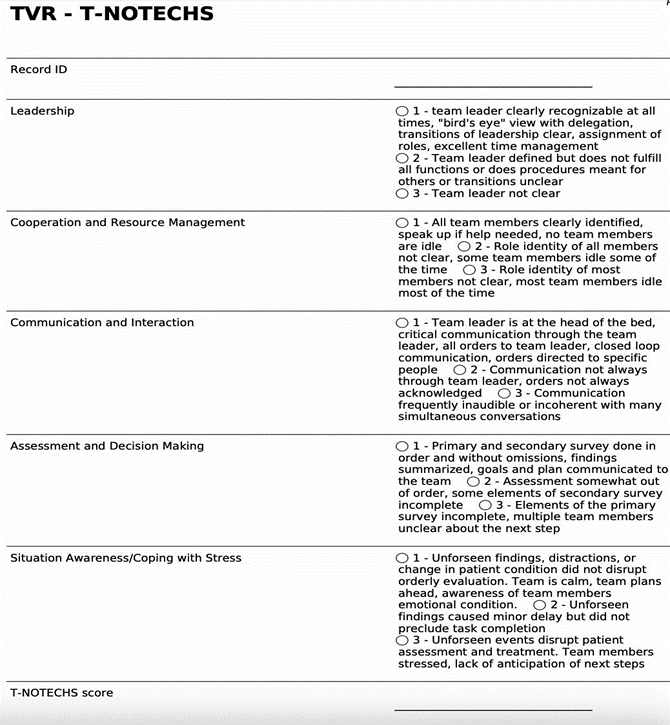 TVR - T-NOTECHS
Record ID
Leadership
1 - team leader clearly recognizable at all
times, "bird's eye" view with delegation,
transitions of leadership clear, assignment of
roles, excellent time management
2 - Team leader defined but does not fulfill
all functions or does procedures meant for
others or transitions unclear
3 - Team leader not clear
Cooperation and Resource Management
1 - All team members clearly identified,
speak up if help needed, no team members
are idle 2 - Role identity of all members
not clear, some team members idle some of
the time 3 - Role identity of most
members not clear, most team members idle
most of the time
Communication and Interaction
1 - Team leader is at the head of the bed,
critical communication through the team
leader, all orders to team leader, closed loop
communication, orders directed to specific
people 2 - Communication not always
through team leader, orders not always
acknowledged 3 - Communication
frequently inaudible or incoherent with many
simultaneous conversations
Assessment and Decision Making
1 - Primary and secondary survey done in
order and without omissions, findings
summarized, goals and plan communicated to
the team 2 - Assessment somewhat out
of order, some elements of secondary survey
incomplete 3 - Elements of the primary
survey incomplete, multiple team members
unclear about the next step
Situation Awareness/Coping with Stress
1 - Unforseen findings, distractions, or
change in patient condition did not disrupt
orderly evaluation. Team is calm, team plans
ahead, awareness of team members
emotional condition. 2 - Unforseen
findings caused minor delay but did not
preclude task completion
3 - Unforseen events disrupt patient
assessment and treatment. Team members
stressed, lack of anticipation of next steps
T-NOTECHS score